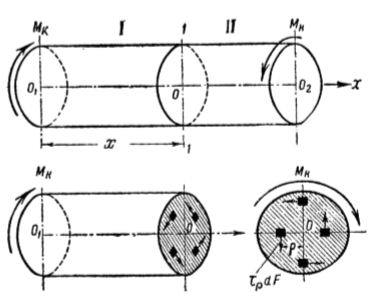 Mк I 1 II Mк
O₁ O O₂ x
x 1
Mк Mк
O₁ O O
ρ
τρdF